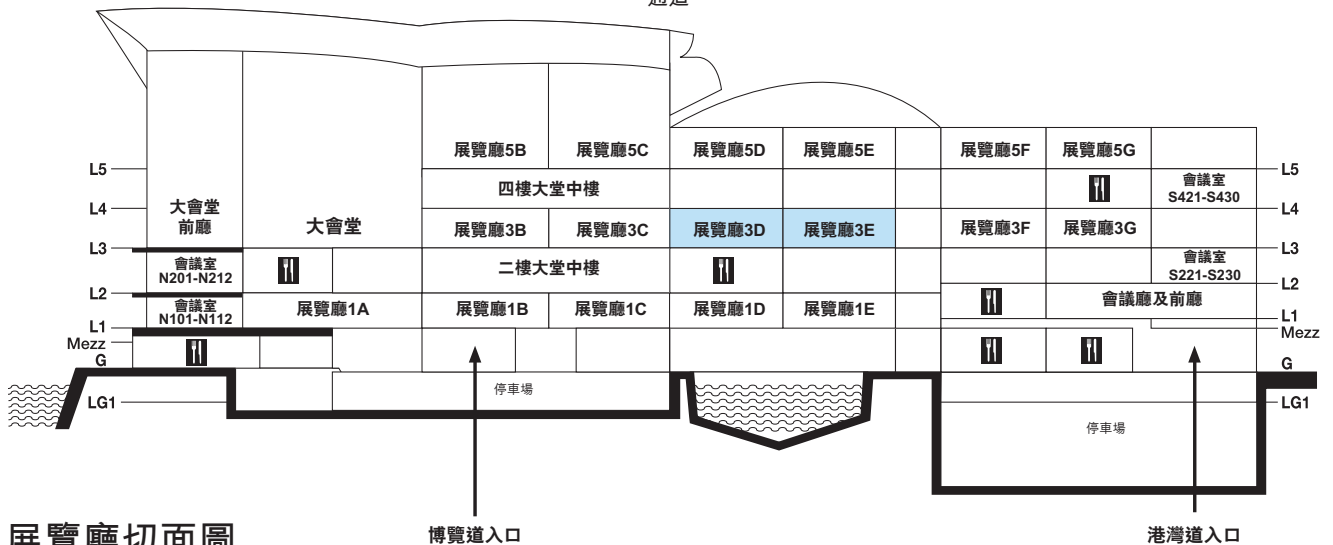 通道
展覽廳5B
展覽廳5C
展覽廳5D
展覽廳5E
展覽廳5F
展覽廳5G
L5
L5
四樓大堂中樓
會議室
S421-S430
L4
L4
大會堂
前廳
大會堂
展覽廳3B
展覽廳3C
展覽廳3D
展覽廳3E
展覽廳3F
展覽廳3G
L3
L3
會議室
N201-N212
二樓大堂中樓
會議室
S221-S230
L2
L2
會議室
N101-N112
展覽廳1A
展覽廳1B
展覽廳1C
展覽廳1D
展覽廳1E
會議廳及前廳
L1
L1
Mezz
Mezz
G
G
停車場
LG1
LG1
停車場
展覽廳切面圖
博覽道入口
港灣道入口